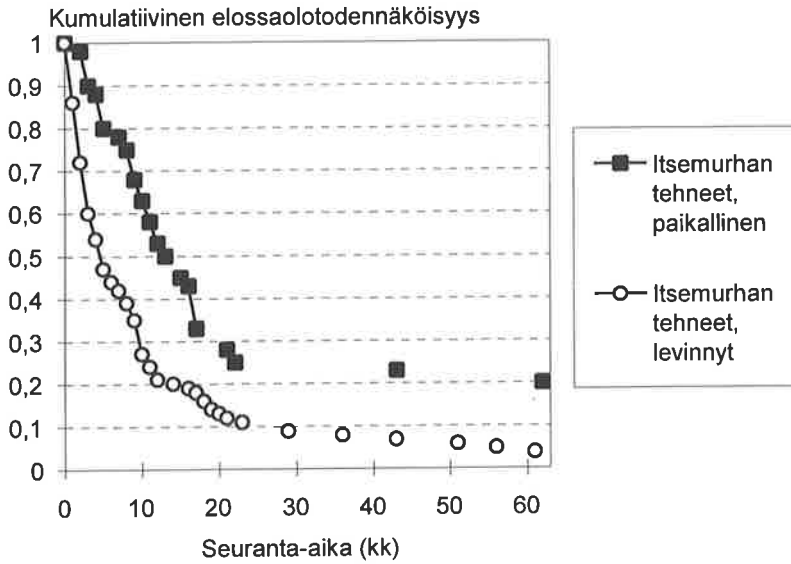 Kumulatiivinen elossaolotodennäköisyys
1
0,9
0,8
0,7
0,6
0,5
0,4
0,3
0,2
0,1
0
0 10 20 30 40 50 60
Seuranta-aika (kk)
Itsemurhan
tehneet,
paikallinen
Itsemurhan
tehneet,
levinnyt